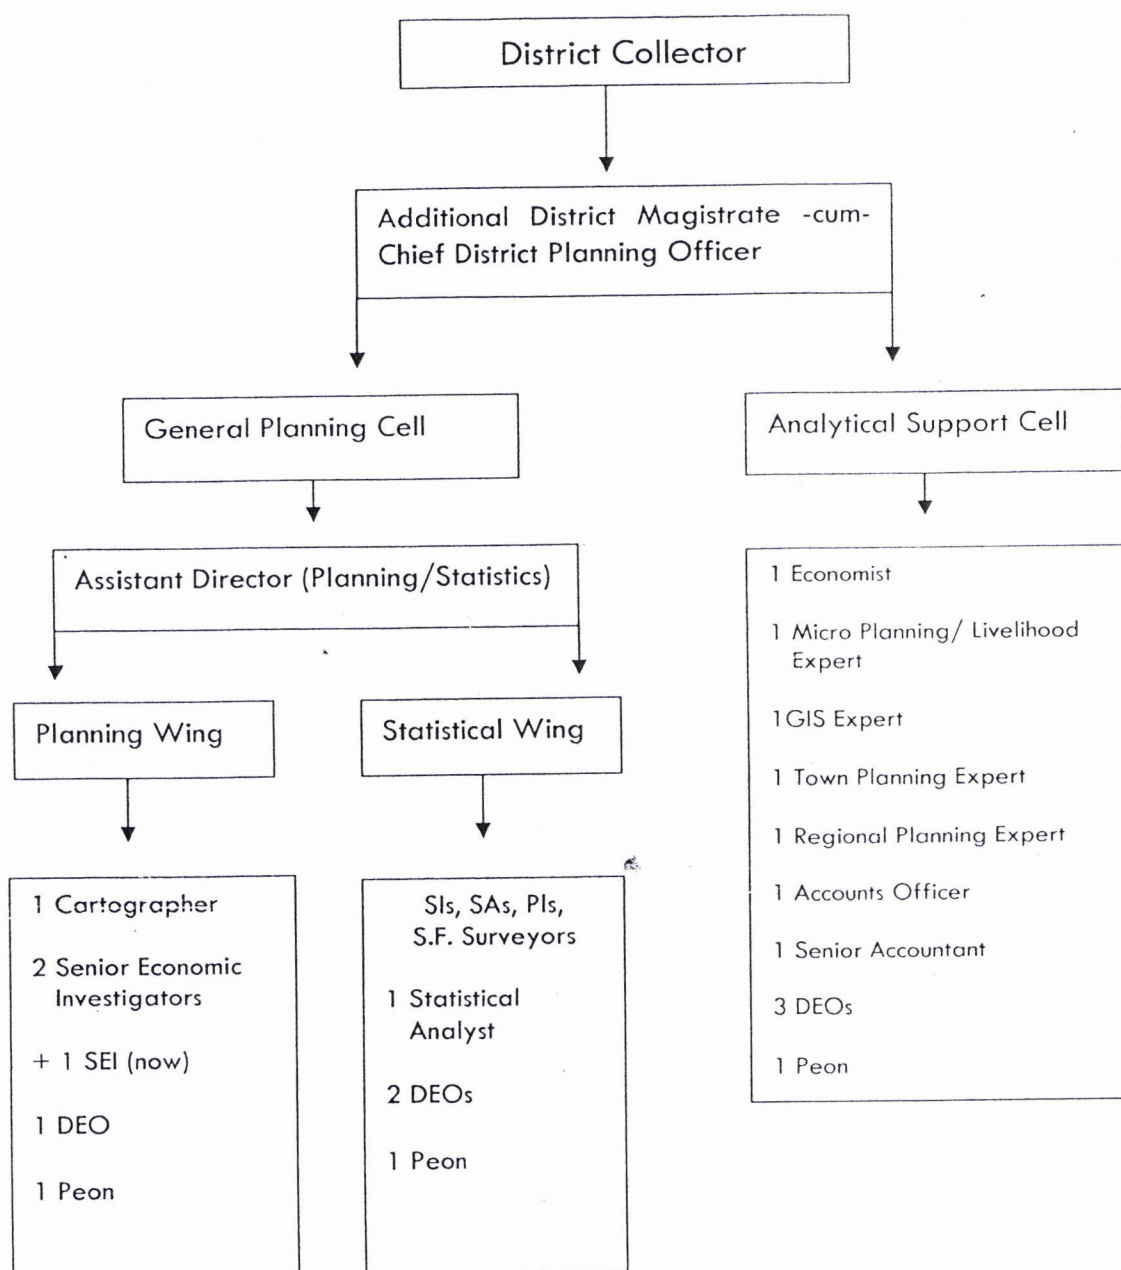 District Collector
Additional District Magistrate -cum-
Chief District Planning Officer
General Planning Cell
Analytical Support Cell
Assistant Director (Planning/Statistics)
Planning Wing
Statistical Wing
1 Cartographer
2 Senior Economic
Investigators
+ 1 SEI (now)
1 DEO
1 Peon
SIs, SAs, PIs,
S.F. Surveyors
1 Statistical
Analyst
2 DEOs
1 Peon
1 Economist
1 Micro Planning/ Livelihood
Expert
1GIS Expert
1 Town Planning Expert
1 Regional Planning Expert
1 Accounts Officer
1 Senior Accountant
3 DEOs
1 Peon